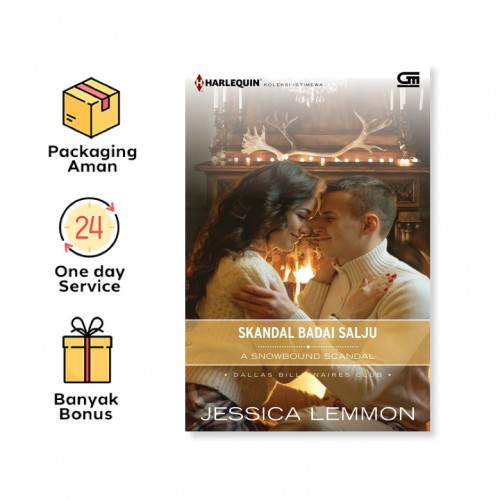 Packaging
Aman
24
One day
Service
Banyak
Bonus
HARLEQUIN™ KOLEKSI ISTIMEWA
GM
SKANDAL BADAI SALJU
A SNOWBOUND SCANDAL
• DALLAS BILLIONAIRES CLUB •
JESSICA LEMMON